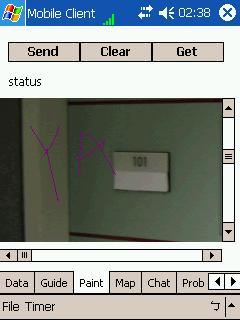 Mobile Client 02:38
Send Clear Get
status
101
Data Guide Paint Map Chat Prob
File Timer